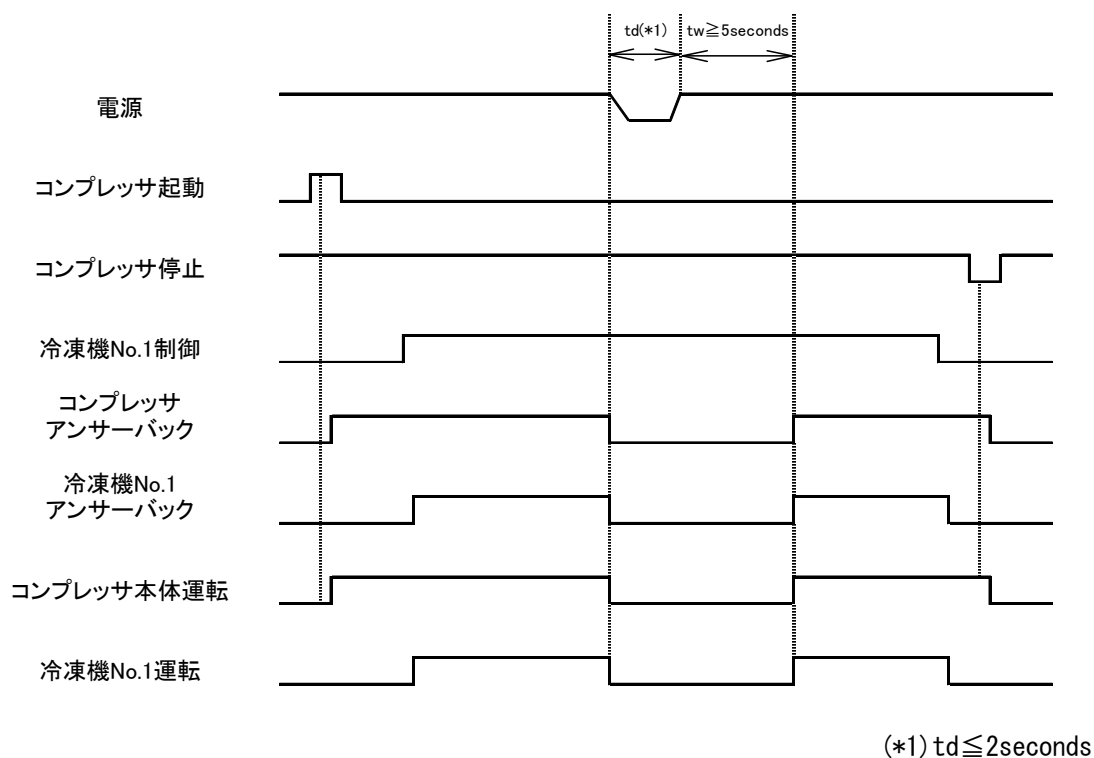 td(*1) tw≧5seconds
電源
コンプレッサ起動
コンプレッサ停止
冷凍機No.1制御
コンプレッサ
アンサーバック
冷凍機No.1
アンサーバック
コンプレッサ本体運転
冷凍機No.1運転
(*1)td≦2seconds